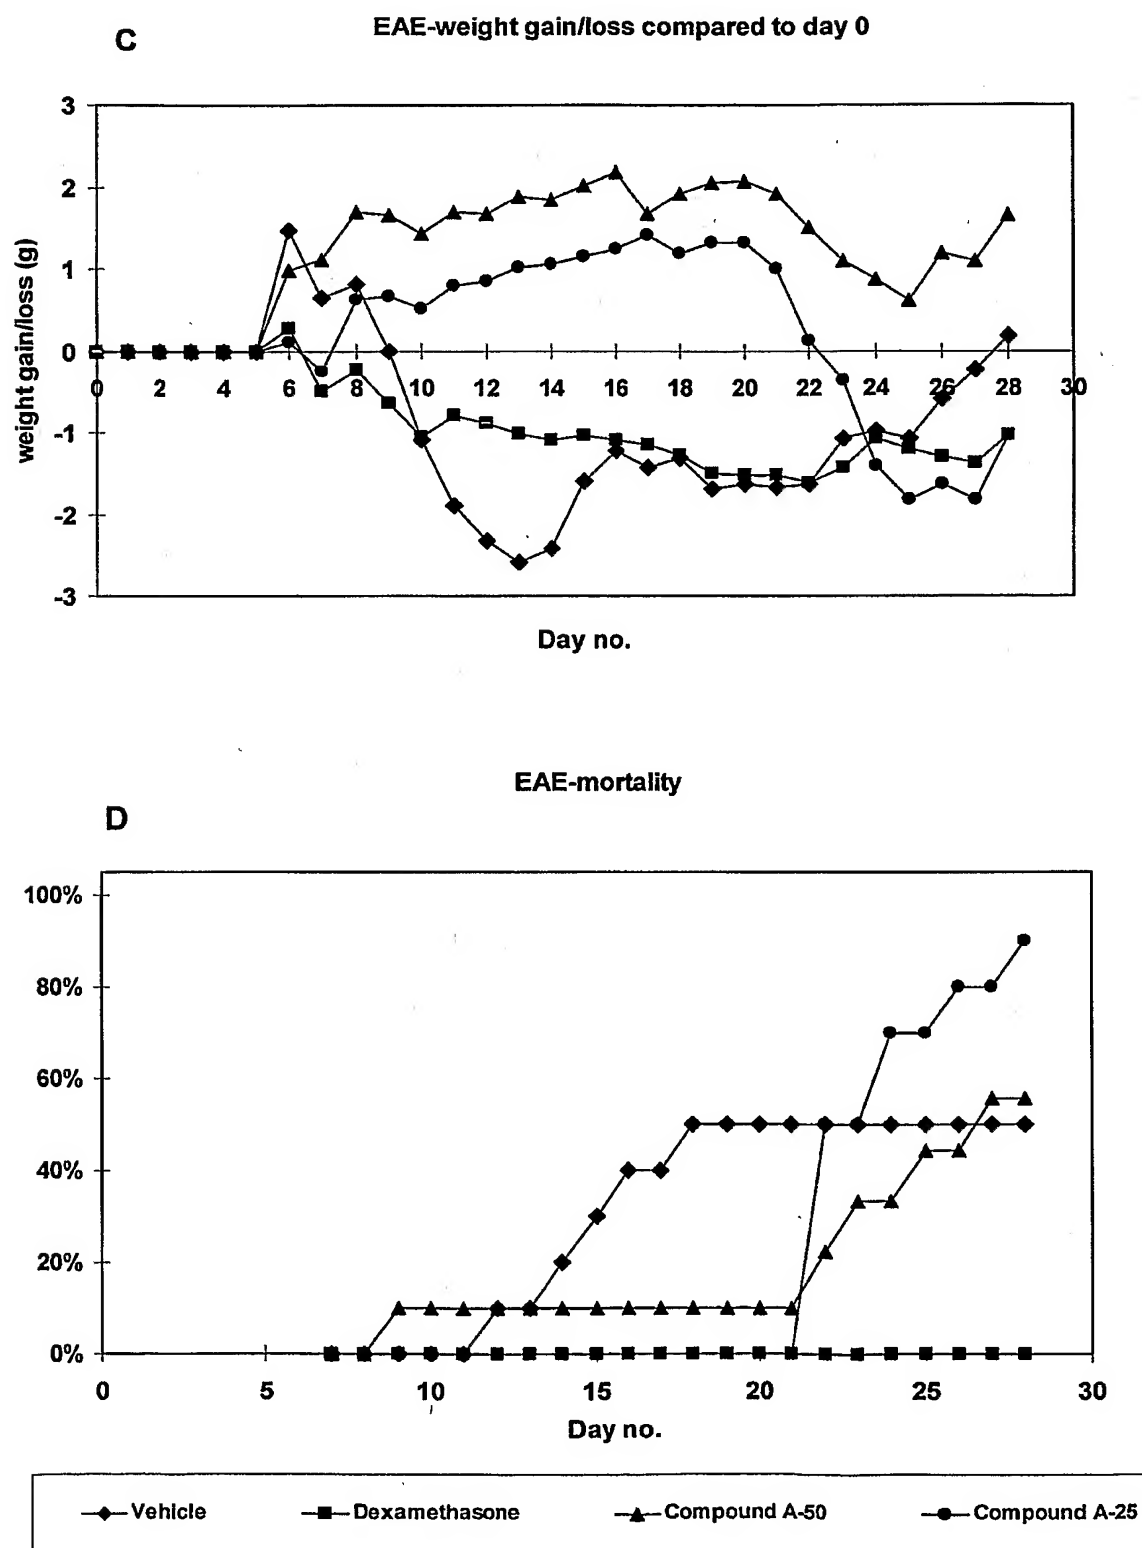 C
EAE-weight gain/loss compared to day 0
3
2
1
0
-1
-2
-3
weight gain/loss (g)
0 2 4 6 8 10 12 14 16 18 20 22 24 26 28 30
Day no.
EAE-mortality
D
100%
80%
60%
40%
20%
0%
0 5 10 15 20 25 30
Day no.
Vehicle Dexamethasone Compound A-50 Compound A-25